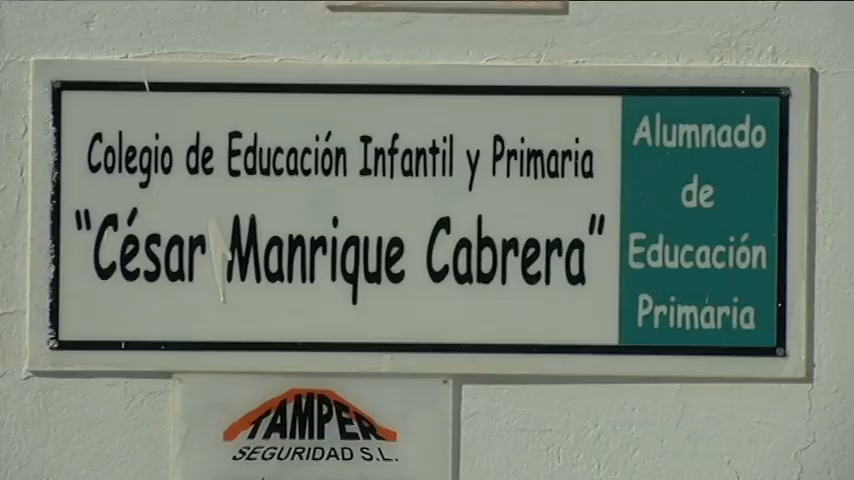 Colegio de Educación Infantil y Primaria
"César Manrique Cabrera"
Alumnado
de
Educación
Primaria
TAMPER
SEGURIDAD S.L.